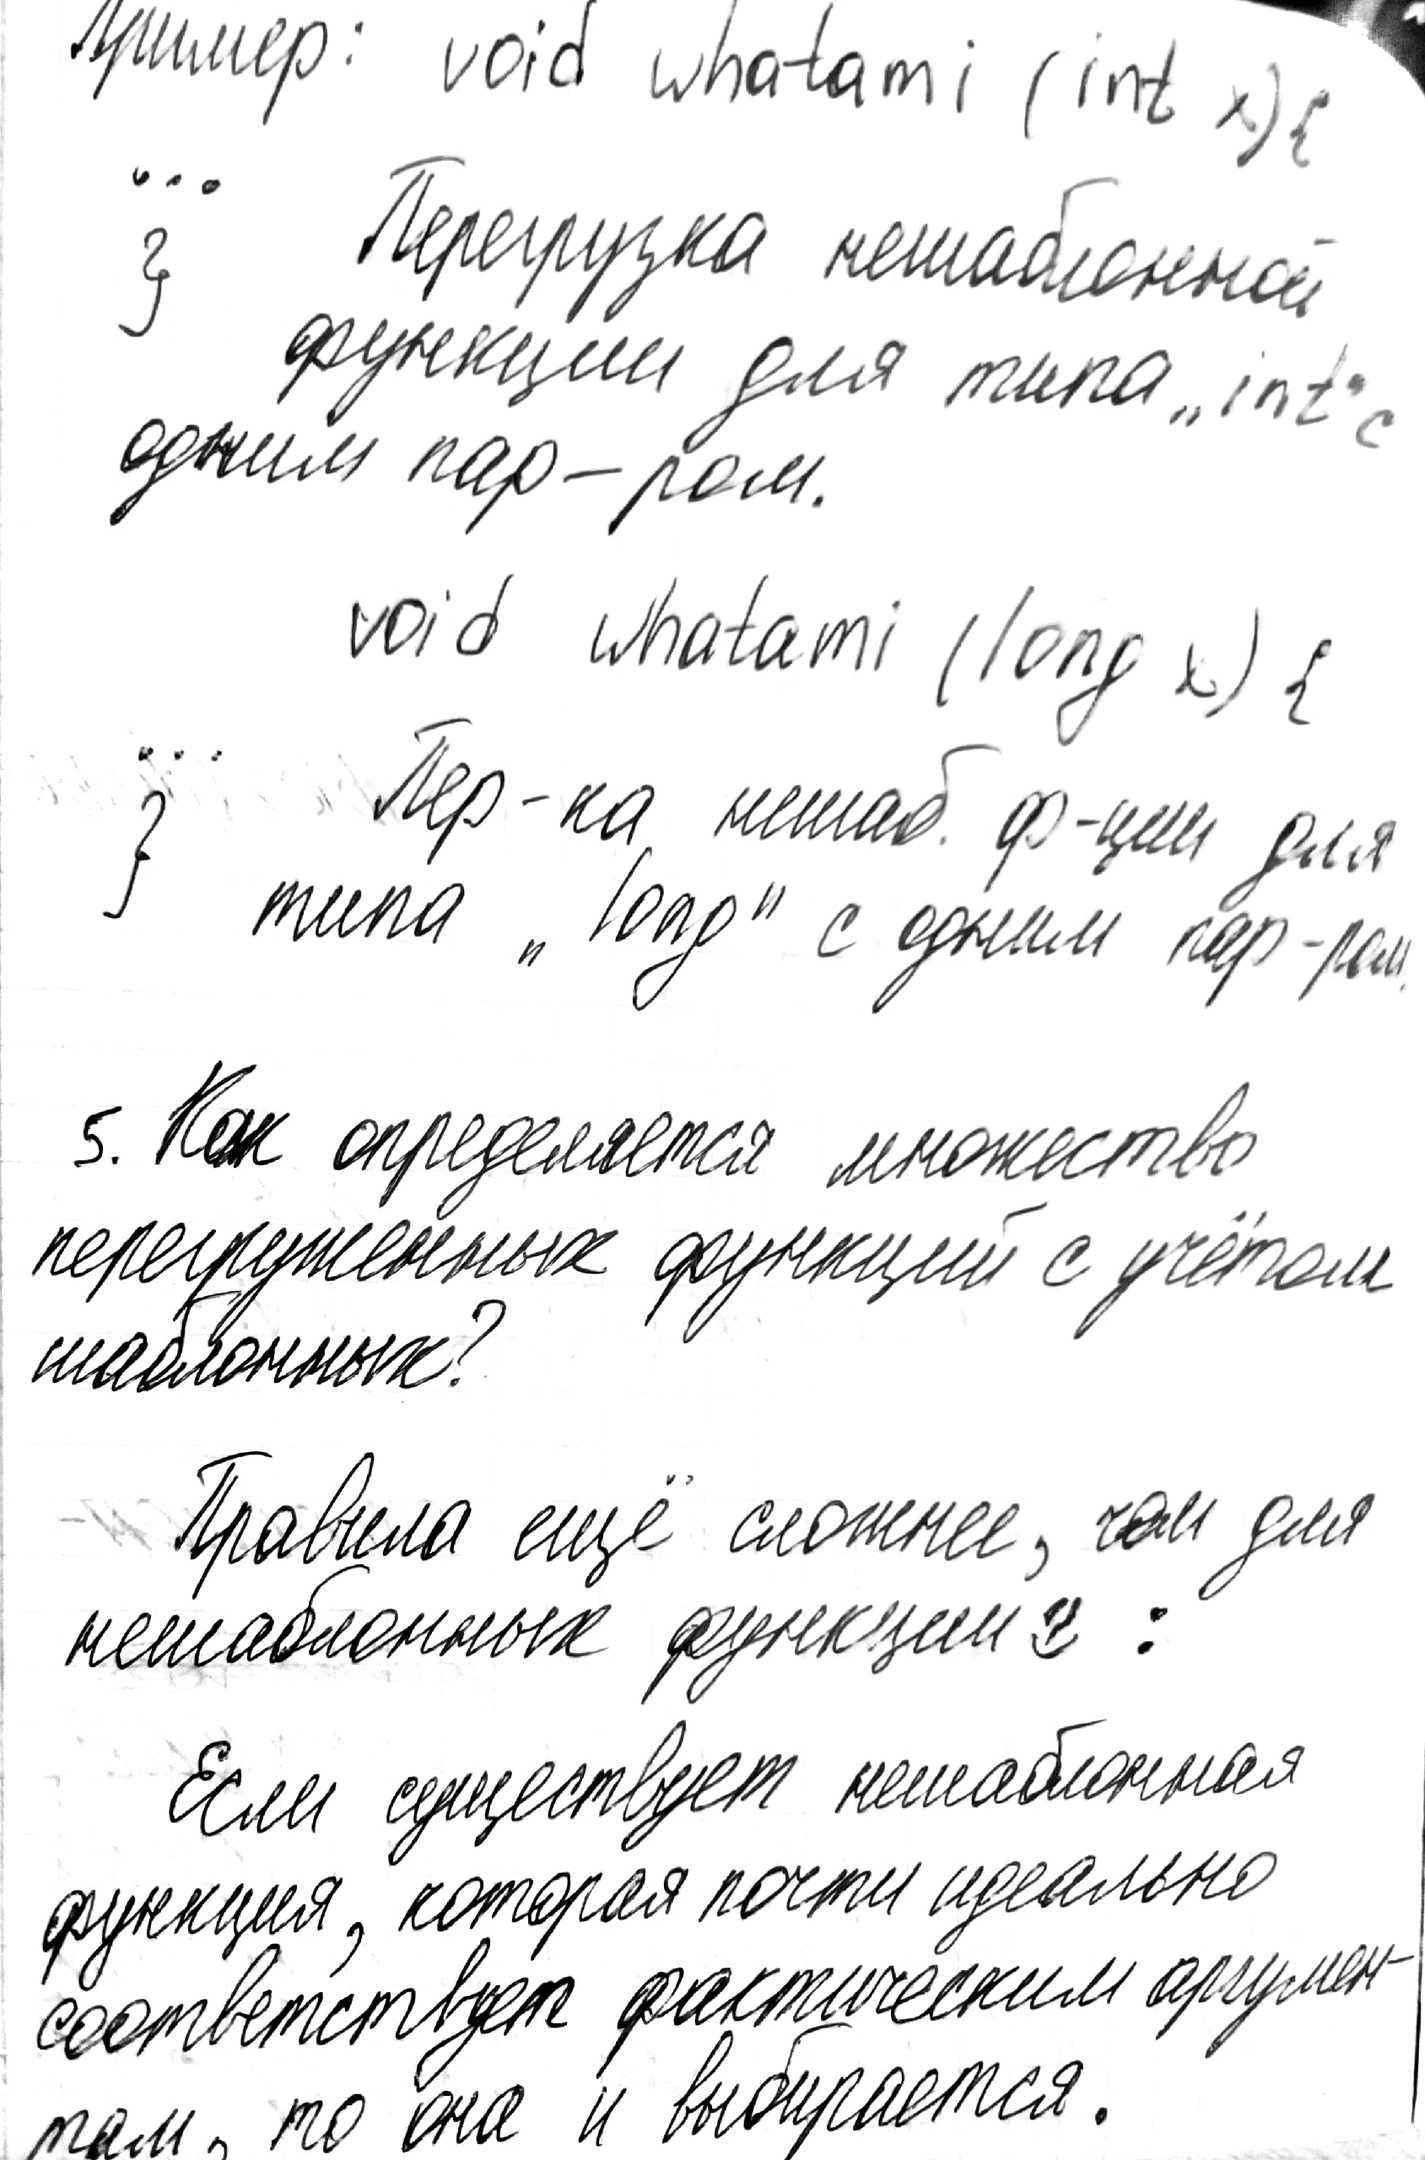 Пример: void whatami (int x){
...
} Перегрузка нешаблонной
функции для типа „int" с
одним пар-ром.
void whatami (long x) {
...
} Пер-ка нешаб. ф-ции для
типа „long" с одним пар-ром.
5. Как определяется множество
перегруженных функций с учётом
шаблонных?
Правила ещё сложнее, чем для
нешаблонных функций :
Если существует нешаблонная
функция, которая почти идеально
соответствует фактическим аргумен-
там, то она и выбирается.